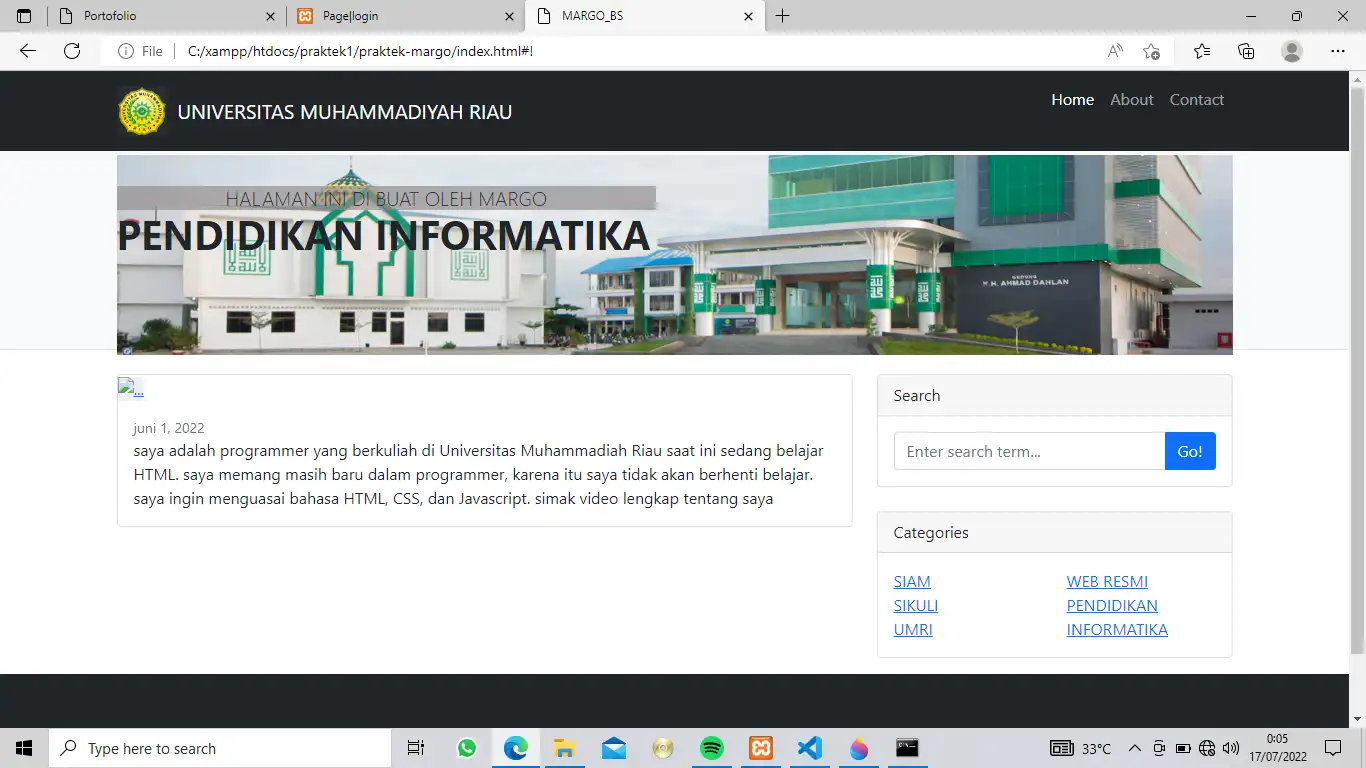 Portofolio
Page|login
MARGO_BS
File
C:/xampp/htdocs/praktek1/praktek-margo/index.html#!
UNIVERSITAS MUHAMMADIYAH RIAU
Home About Contact
HALAMAN INI DI BUAT OLEH MARGO
PENDIDIKAN INFORMATIKA
GEDUNG
K.H. AHMAD DAHLAN
...
juni 1, 2022
saya adalah programmer yang berkuliah di Universitas Muhammadiah Riau saat ini sedang belajar
HTML. saya memang masih baru dalam programmer, karena itu saya tidak akan berhenti belajar.
saya ingin menguasai bahasa HTML, CSS, dan Javascript. simak video lengkap tentang saya
Search
Enter search term...
Go!
Categories
SIAM
SIKULI
UMRI
WEB RESMI
PENDIDIKAN
INFORMATIKA
Type here to search
33°C
0:05
17/07/2022